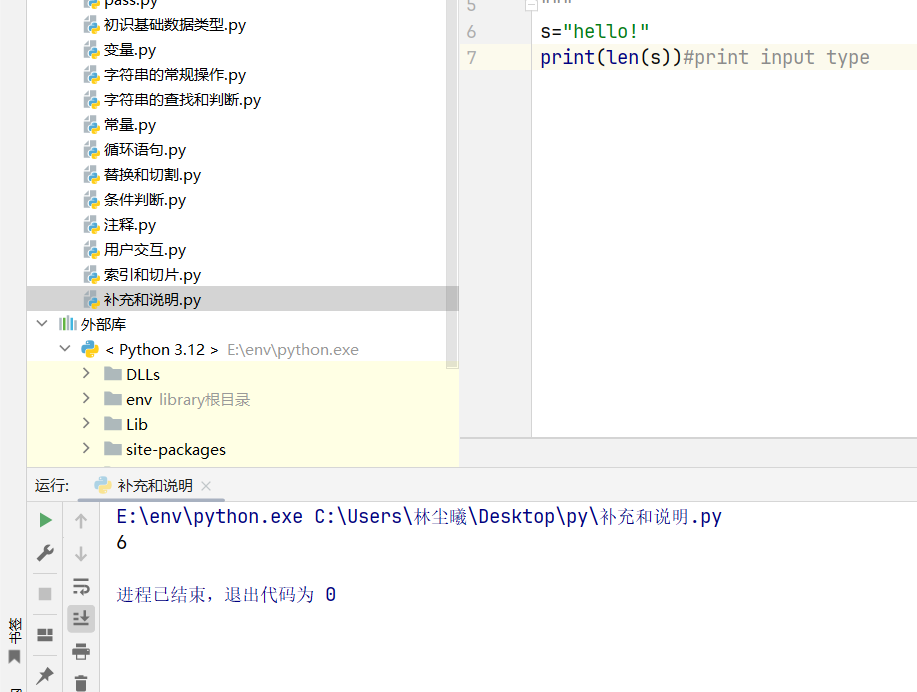 pass.py
初识基础数据类型.py
变量.py
字符串的常规操作.py
字符串的查找和判断.py
常量.py
循环语句.py
替换和切割.py
条件判断.py
注释.py
用户交互.py
索引和切片.py
补充和说明.py
外部库
< Python 3.12 > E:\env\python.exe
DLLs
env library根目录
Lib
site-packages
5 """
6 s="hello!"
7 print(len(s))#print input type
运行: 补充和说明
E:\env\python.exe C:\Users\林尘曦\Desktop\py\补充和说明.py
6
进程已结束，退出代码为 0
书签